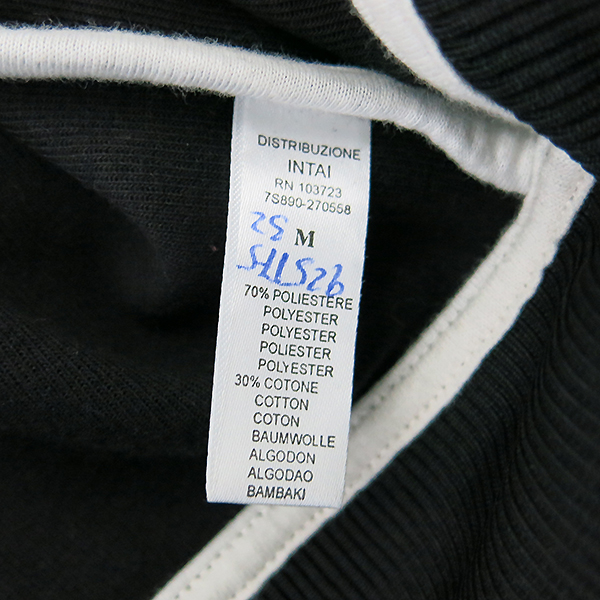 DISTRIBUZIONE
INTAI
RN 103723
7S890-270558
M
70% POLIESTERE
POLYESTER
POLYESTER
POLIESTER
POLYESTER
30% COTONE
COTTON
COTON
BAUMWOLLE
ALGODON
ALGODAO
BAMBAKI